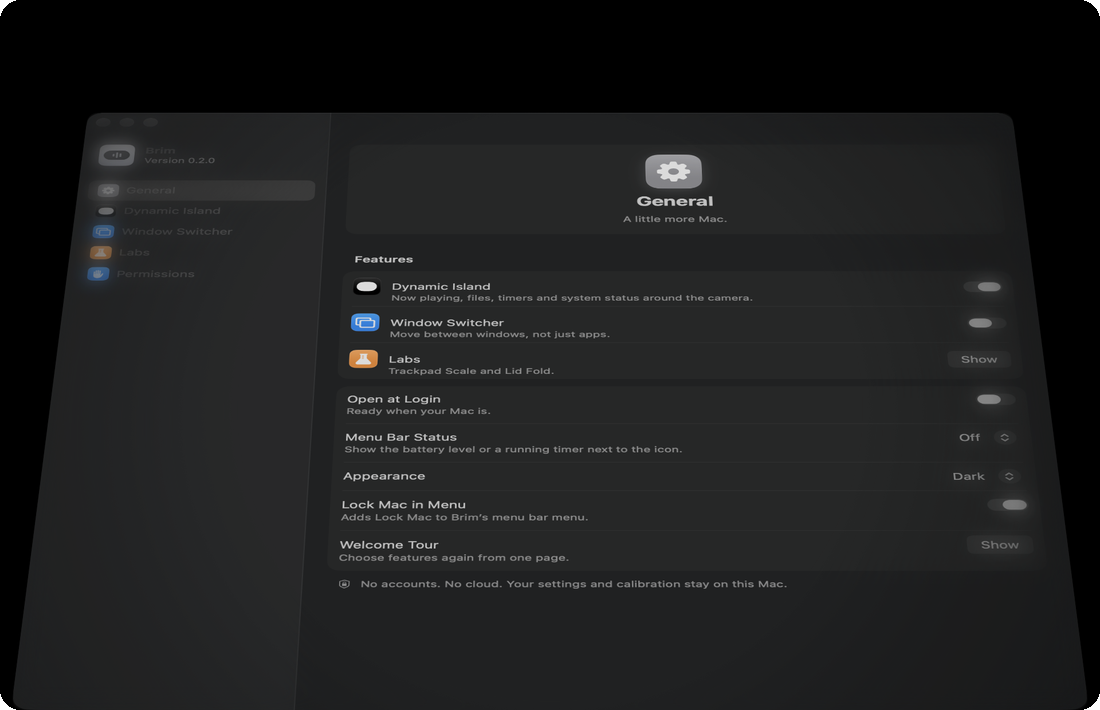 Brim
Version 0.2.0
General
Dynamic Island
Window Switcher
Labs
Permissions
General
A little more Mac.
Features
Dynamic Island
Now playing, files, timers and system status around the camera.
Window Switcher
Move between windows, not just apps.
Labs
Trackpad Scale and Lid Fold.
Show
Open at Login
Ready when your Mac is.
Menu Bar Status
Show the battery level or a running timer next to the icon.
Off
Appearance
Dark
Lock Mac in Menu
Adds Lock Mac to Brim's menu bar menu.
Welcome Tour
Choose features again from one page.
Show
No accounts. No cloud. Your settings and calibration stay on this Mac.